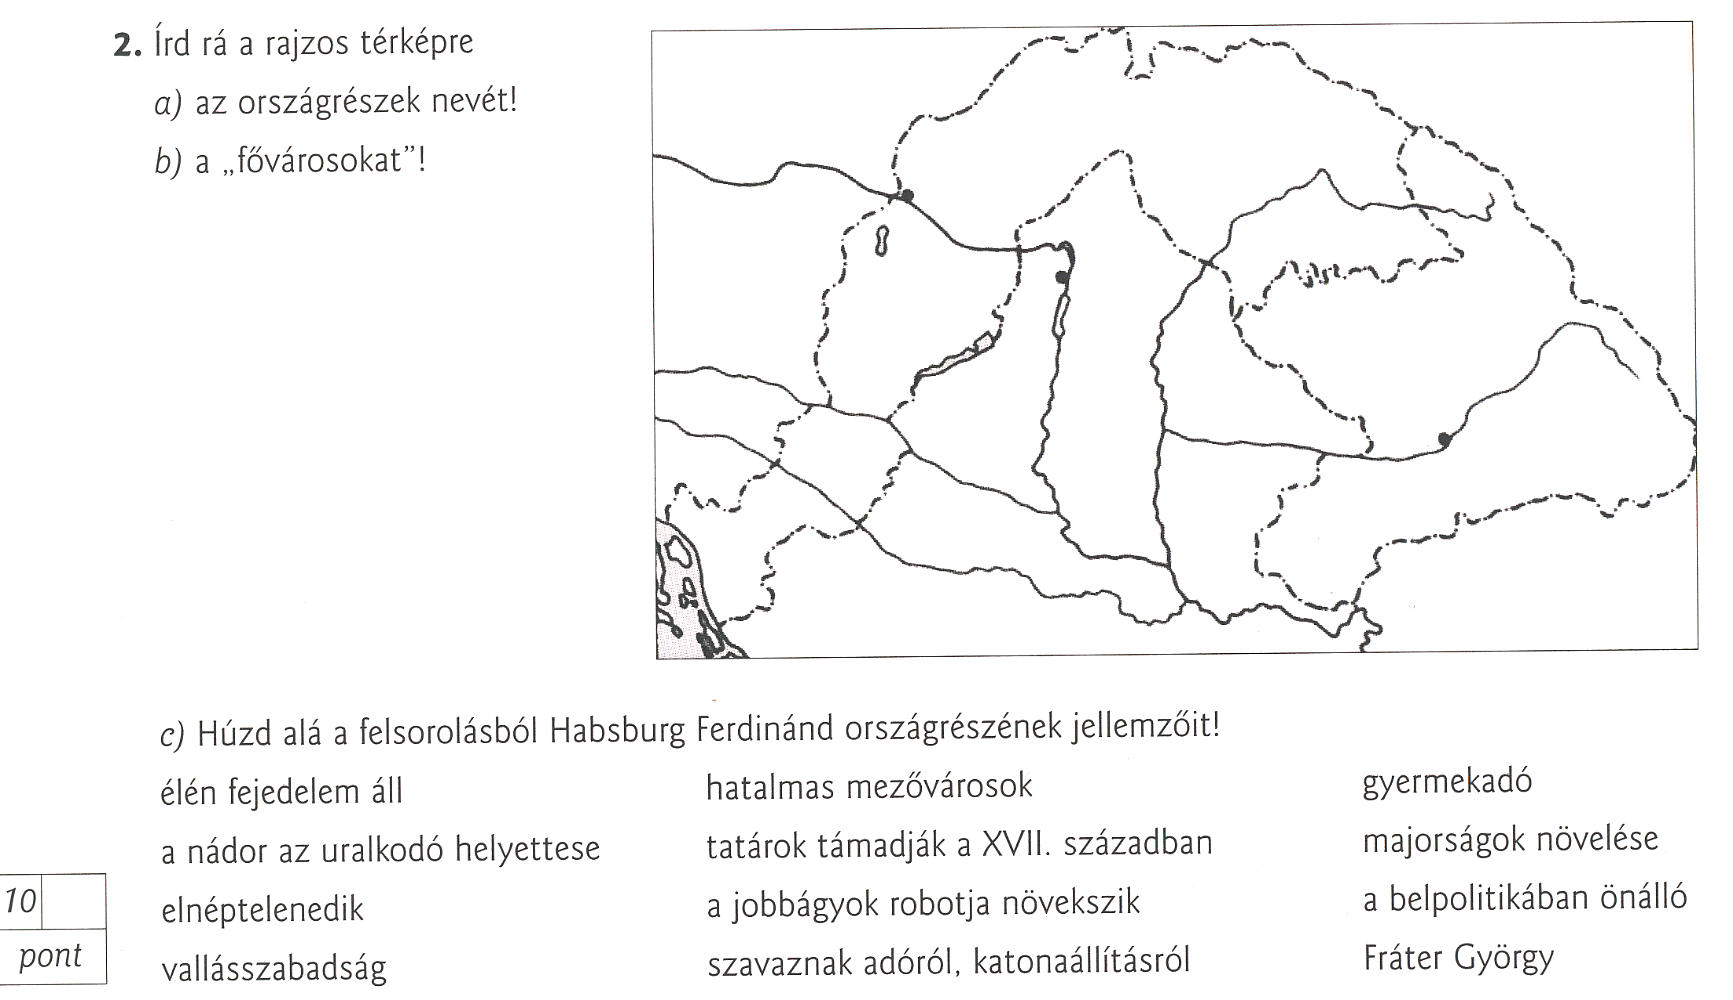 2. Írd rá a rajzos térképre
a) az országrészek nevét!
b) a „fővárosokat”!
c) Húzd alá a felsorolásból Habsburg Ferdinánd országrészének jellemzőit!
élén fejedelem áll
hatalmas mezővárosok
gyermekadó
a nádor az uralkodó helyettese
tatárok támadják a XVII. században
majorságok növelése
elnéptelenedik
a jobbágyok robotja növekszik
a belpolitikában önálló
vallásszabadság
szavaznak adóról, katonaállításról
Fráter György
10
pont